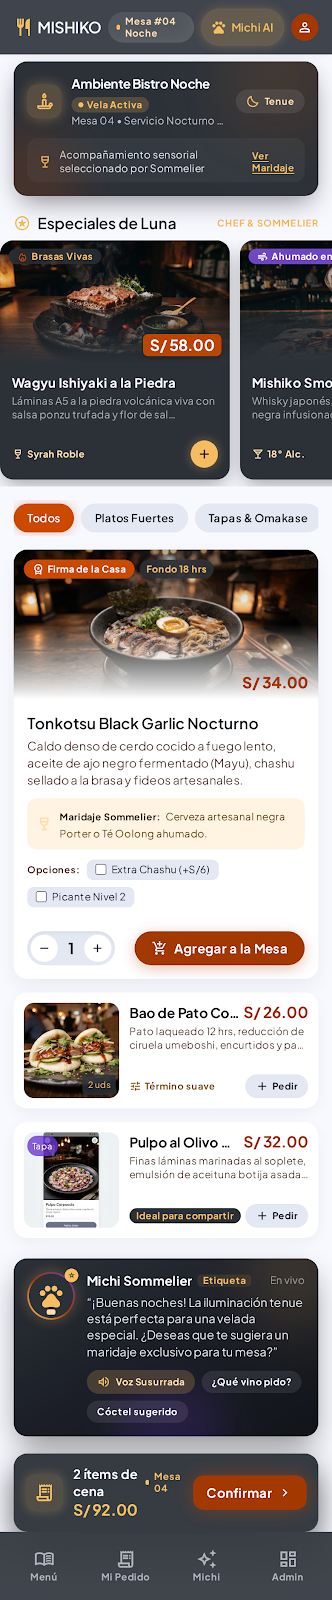 MISHIKO
Mesa #04
Noche
Michi AI
Ambiente Bistro Noche
Vela Activa
Mesa 04 • Servicio Nocturno ...
Tenue
Acompañamiento sensorial
seleccionado por Sommelier
Ver
Maridaje
Especiales de Luna
CHEF & SOMMELIER
Brasas Vivas
S/58.00
Wagyu Ishiyaki a la Piedra
Láminas A5 a la piedra volcánica viva con
salsa ponzu trufada y flor de sal...
Syrah Roble
Ahumado en
Mishiko Smo
Whisky japonés,
negra infusionad
18° Alc.
Todos
Platos Fuertes
Tapas & Omakase
Firma de la Casa
Fondo 18 hrs
S/34.00
Tonkotsu Black Garlic Nocturno
Caldo denso de cerdo cocido a fuego lento,
aceite de ajo negro fermentado (Mayu), chashu
sellado a la brasa y fideos artesanales.
Maridaje Sommelier: Cerveza artesanal negra
Porter o Té Oolong ahumado.
Opciones:
Extra Chashu (+S/6)
Picante Nivel 2
− 1 +
Agregar a la Mesa
Bao de Pato Co... S/26.00
Pato laqueado 12 hrs, reducción de
ciruela umeboshi, encurtidos y pa...
2 uds
Término suave
+ Pedir
Tapa
Pulpo al Olivo ... S/32.00
Finas láminas marinadas al soplete,
emulsión de aceituna botija asada...
Ideal para compartir
+ Pedir
Michi Sommelier
Etiqueta
En vivo
“¡Buenas noches! La iluminación tenue
está perfecta para una velada
especial. ¿Deseas que te sugiera un
maridaje exclusivo para tu mesa?”
Voz Susurrada
¿Qué vino pido?
Cóctel sugerido
2 ítems de
cena
Mesa
04
S/92.00
Confirmar
Menú
Mi Pedido
Michi
Admin